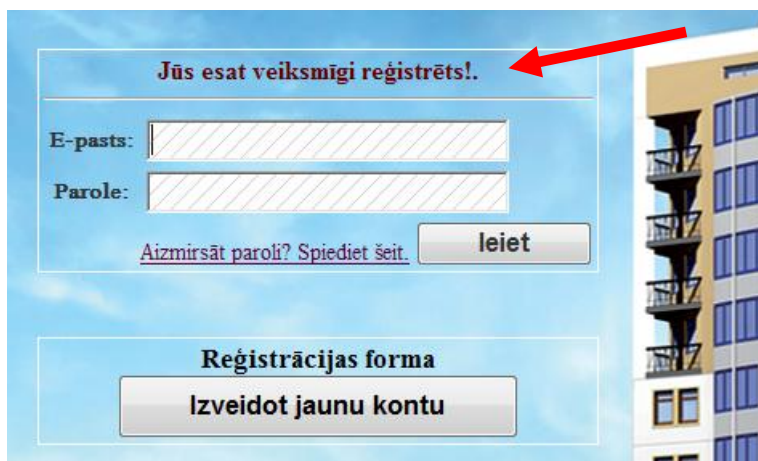 Jūs esat veiksmīgi reģistrēts!.
E-pasts:
Parole:
Aizmirsāt paroli? Spiediet šeit. Ieiet
Reģistrācijas forma
Izveidot jaunu kontu